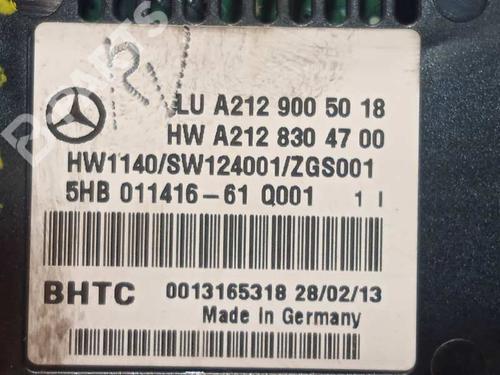 LU A212 900 50 18
HW A212 830 47 00
HW1140/SW124001/ZGS001
5HB 011416-61 Q001 1 I
BHTC 0013165318 28/02/13
Made in Germany